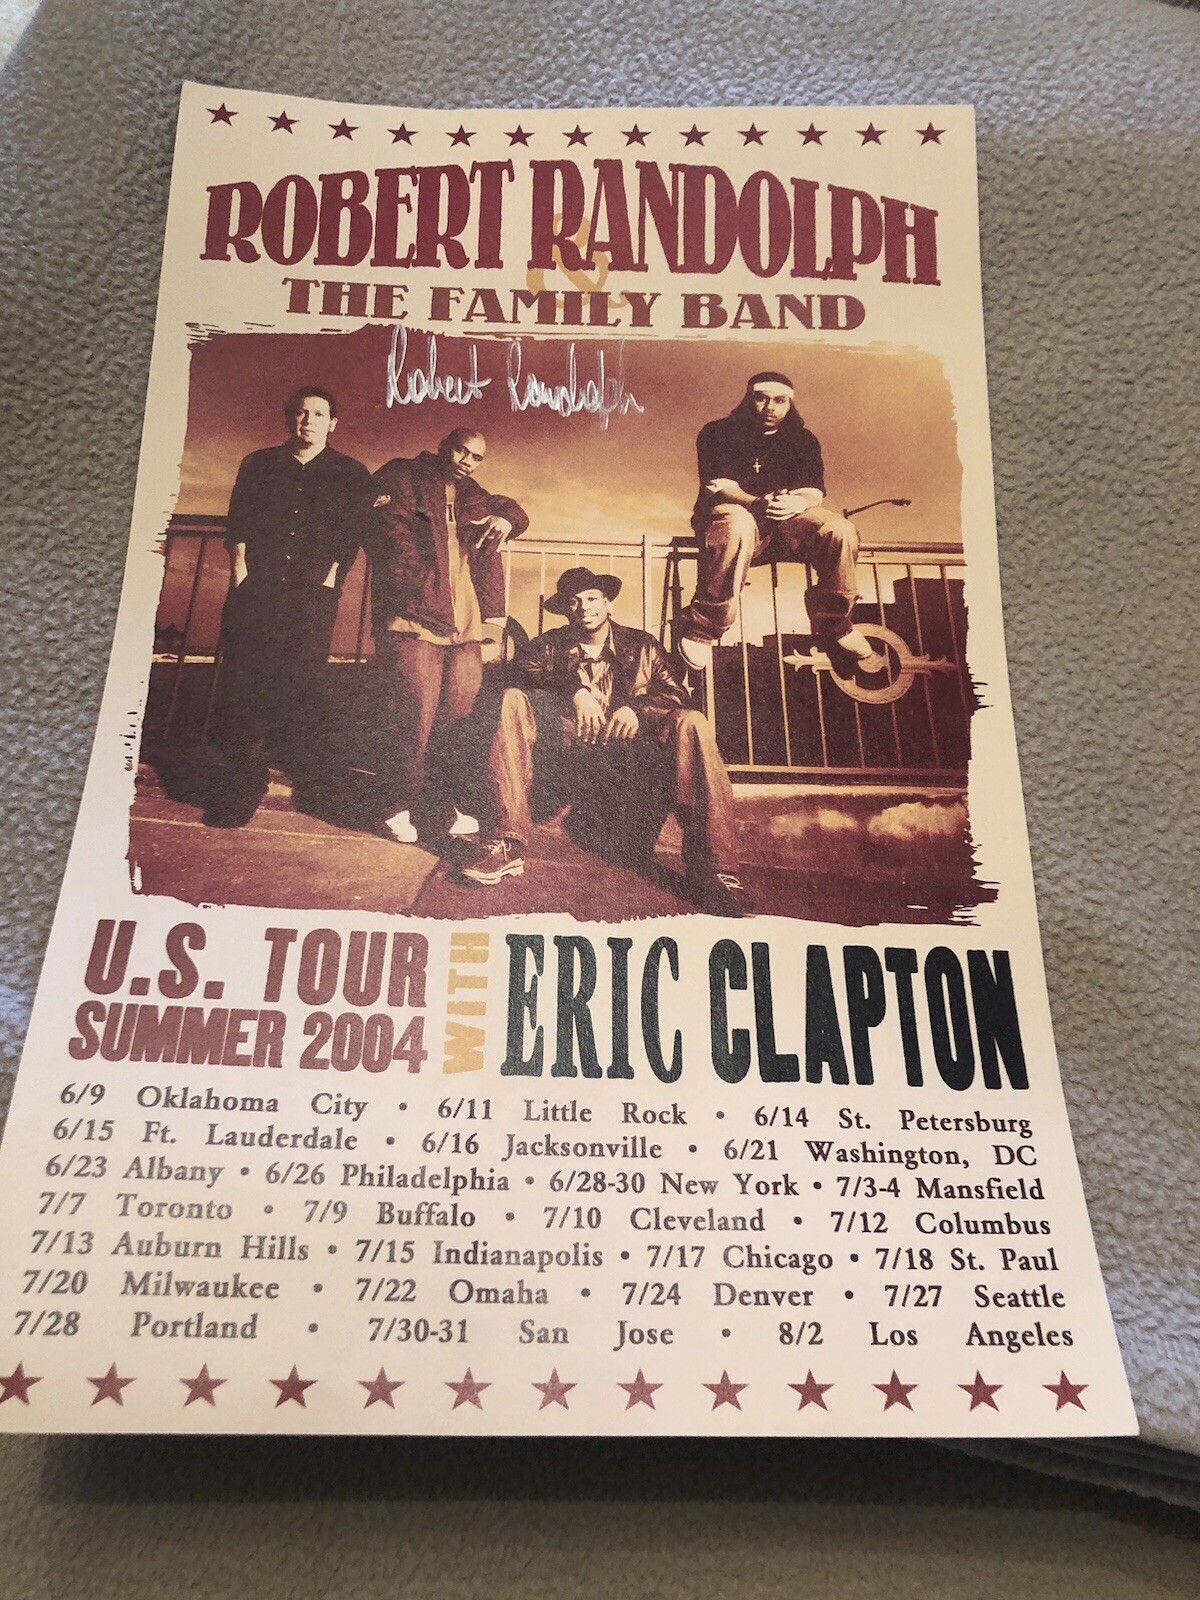 ROBERT RANDOLPH
&
THE FAMILY BAND
Robert Randolph
U.S. TOUR
SUMMER 2004
WITH
ERIC CLAPTON
6/9 Oklahoma City • 6/11 Little Rock • 6/14 St. Petersburg
6/15 Ft. Lauderdale • 6/16 Jacksonville • 6/21 Washington, DC
6/23 Albany • 6/26 Philadelphia • 6/28-30 New York • 7/3-4 Mansfield
7/7 Toronto • 7/9 Buffalo • 7/10 Cleveland • 7/12 Columbus
7/13 Auburn Hills • 7/15 Indianapolis • 7/17 Chicago • 7/18 St. Paul
7/20 Milwaukee • 7/22 Omaha • 7/24 Denver • 7/27 Seattle
7/28 Portland • 7/30-31 San Jose • 8/2 Los Angeles